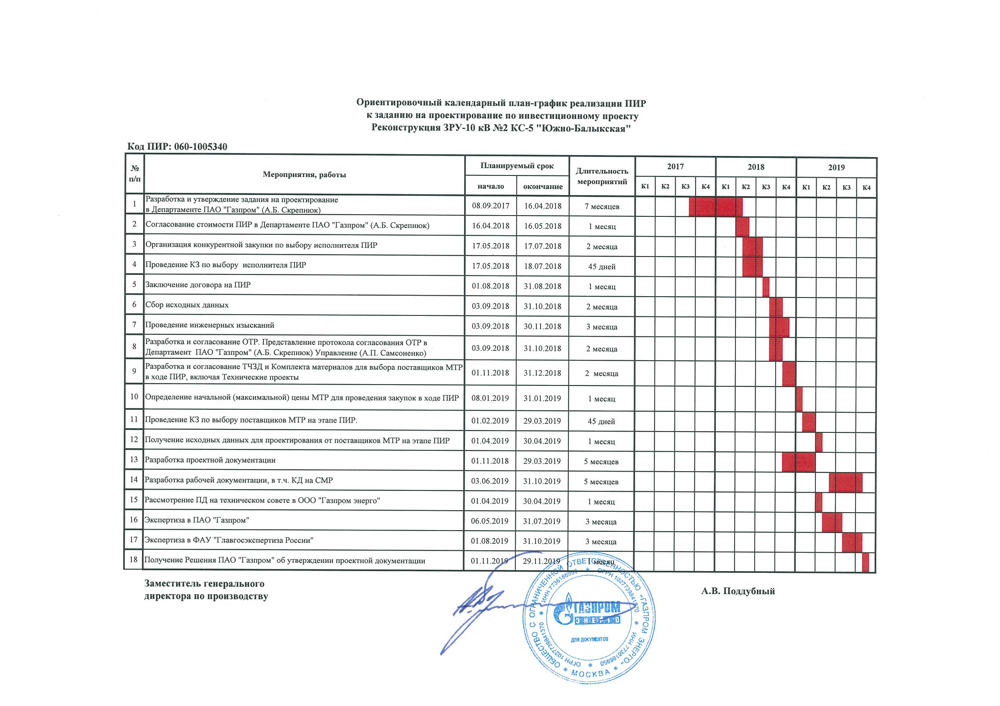 Ориентировочный календарный план-график реализации ПИР
к заданию на проектирование по инвестиционному проекту
Реконструкция ЗРУ-10 кВ №2 КС-5 "Южно-Балыкская"
Код ПИР: 060-1005340
№ п/п Мероприятия, работы Планируемый срок Длительность мероприятий 2017 2018 2019
начало окончание К1 К2 К3 К4 К1 К2 К3 К4 К1 К2 К3 К4
1 Разработка и утверждение задания на проектирование
в Департаменте ПАО "Газпром" (А.Б. Скрепнюк) 08.09.2017 16.04.2018 7 месяцев
2 Согласование стоимости ПИР в Департаменте ПАО "Газпром" (А.Б. Скрепнюк) 16.04.2018 16.05.2018 1 месяц
3 Организация конкурентной закупки по выбору исполнителя ПИР 17.05.2018 17.07.2018 2 месяца
4 Проведение КЗ по выбору исполнителя ПИР 17.05.2018 18.07.2018 45 дней
5 Заключение договора на ПИР 01.08.2018 31.08.2018 1 месяц
6 Сбор исходных данных 03.09.2018 31.10.2018 2 месяца
7 Проведение инженерных изысканий 03.09.2018 30.11.2018 3 месяца
8 Разработка и согласование ОТР. Представление протокола согласования ОТР в
Департамент ПАО "Газпром" (А.Б. Скрепнюк) Управление (А.П. Самсоненко) 03.09.2018 31.10.2018 2 месяца
9 Разработка и согласование ТЧЗД и Комплекта материалов для выбора поставщиков МТР
в ходе ПИР, включая Технические проекты 01.11.2018 31.12.2018 2 месяца
10 Определение начальной (максимальной) цены МТР для проведения закупок в ходе ПИР 08.01.2019 31.01.2019 1 месяц
11 Проведение КЗ по выбору поставщиков МТР на этапе ПИР. 01.02.2019 29.03.2019 45 дней
12 Получение исходных данных для проектирования от поставщиков МТР на этапе ПИР 01.04.2019 30.04.2019 1 месяц
13 Разработка проектной документации 01.11.2018 29.03.2019 5 месяцев
14 Разработка рабочей документации, в т.ч. КД на СМР 03.06.2019 31.10.2019 5 месяцев
15 Рассмотрение ПД на техническом совете в ООО "Газпром энерго" 01.04.2019 30.04.2019 1 месяц
16 Экспертиза в ПАО "Газпром" 06.05.2019 31.07.2019 3 месяца
17 Экспертиза в ФАУ "Главгосэкспертиза России" 01.08.2019 31.10.2019 3 месяца
18 Получение Решения ПАО "Газпром" об утверждении проектной документации 01.11.2019 29.11.2019 1 месяц
Заместитель генерального
директора по производству
А.В. Поддубный
ОБЩЕСТВО С ОГРАНИЧЕННОЙ ОТВЕТСТВЕННОСТЬЮ «ГАЗПРОМ ЭНЕРГО» * МОСКВА *
ИНН 7736186950 * ОГРН 1027739841370 * ИНН 7736186950 * ОГРН 1027739841370 *
ГАЗПРОМ
ЭНЕРГО
ДЛЯ ДОКУМЕНТОВ